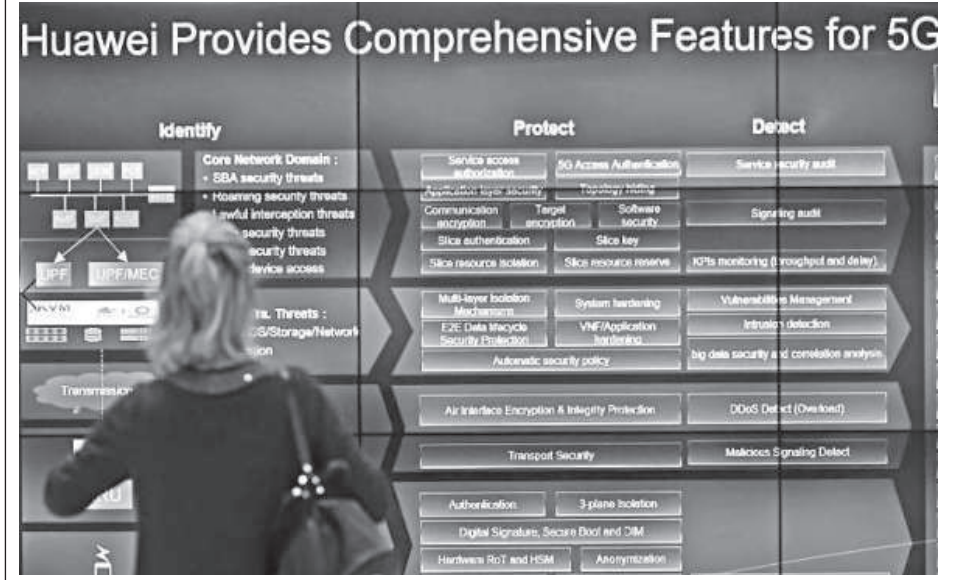 Huawei Provides Comprehensive Features for 5G
Identify
Protect
Detect
Core Network Domain :
• SBA security threats
• Roaming security threats
Lawful interception threats
security threats
security threats
device access
UPF
UPF/MEC
Threats :
/Storage/Network
Transmission
Service access
authorization
5G Access Authentication
Application layer security
Topology hiding
Communication
encryption
Target
encryption
Software
security
Slice authentication
Slice key
Slice resource isolation
Slice resource reserve
Multi-layer Isolation
Mechanisms
System hardening
E2E Data lifecycle
Security Protection
VNF/Application
hardening
Automatic security policy
Air Interface Encryption & Integrity Protection
Transport Security
Authentication
3-plane Isolation
Digital Signature, Secure Boot and DIM
Hardware RoT and HSM
Anonymization
Service security audit
Signaling audit
KPIs monitoring (throughput and delay)
Vulnerabilities Management
Intrusion detection
big data security and correlation analysis
DDoS Detect (Overload)
Malicious Signaling Detect